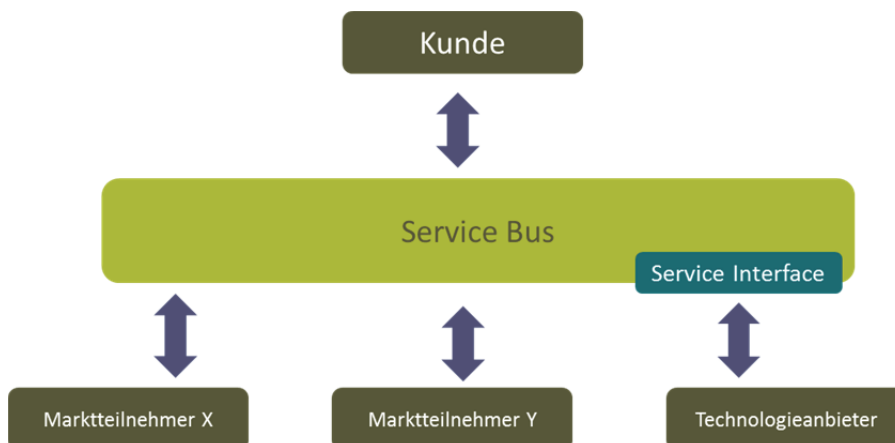 Kunde
Service Bus
Service Interface
Marktteilnehmer X
Marktteilnehmer Y
Technologieanbieter